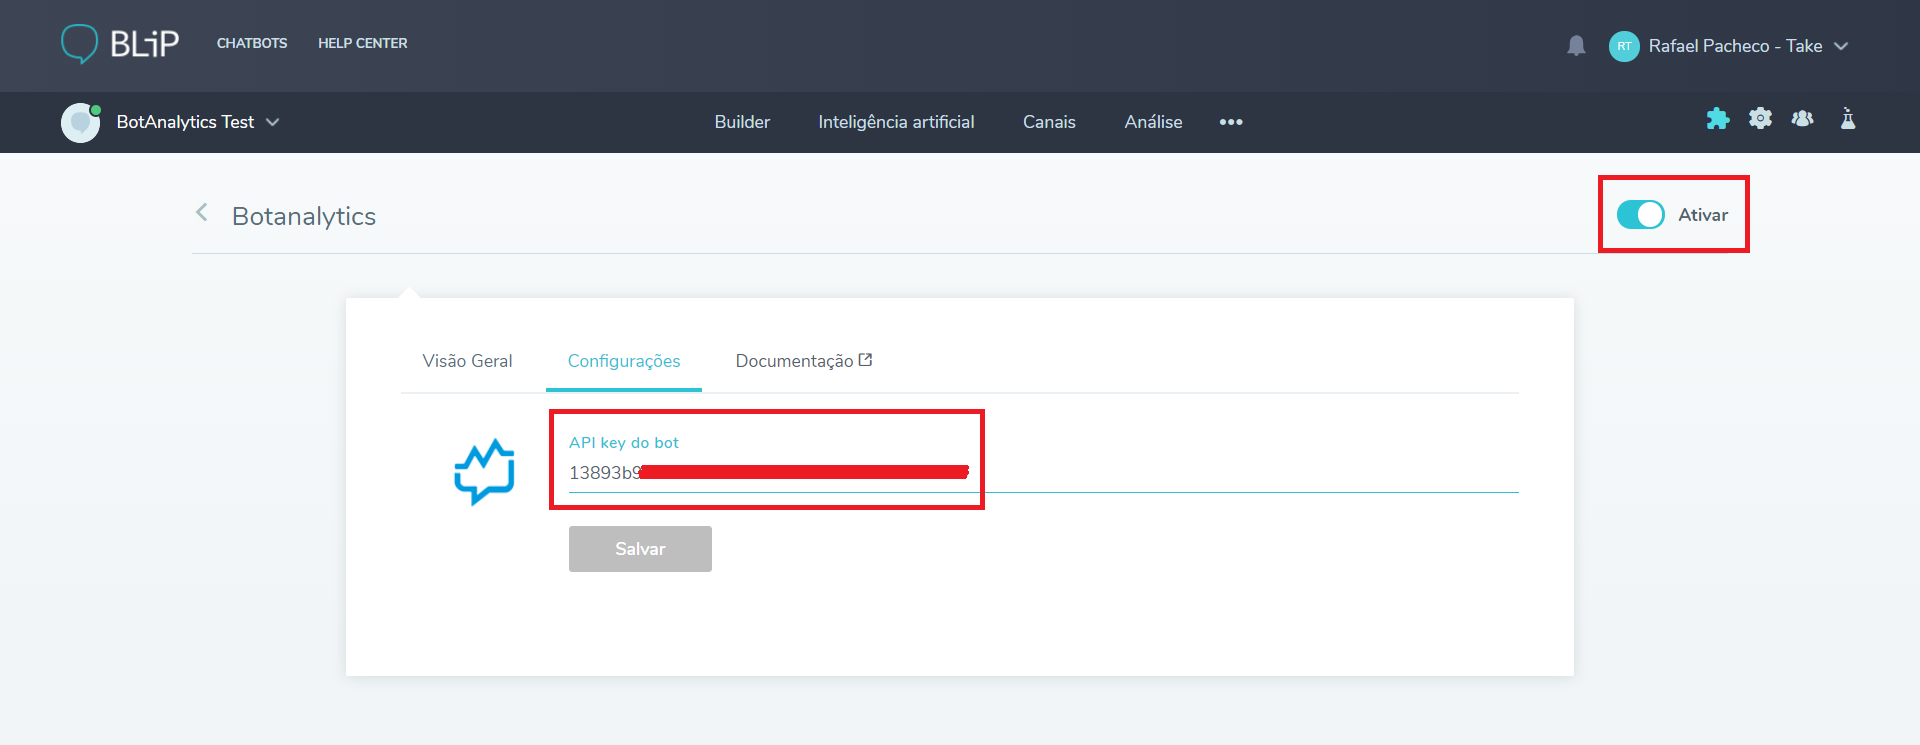 BLiP CHATBOTS HELP CENTER RT Rafael Pacheco - Take
BotAnalytics Test Builder Inteligência artificial Canais Análise
Botanalytics Ativar
Visão Geral Configurações Documentação
API key do bot
13893b9
Salvar